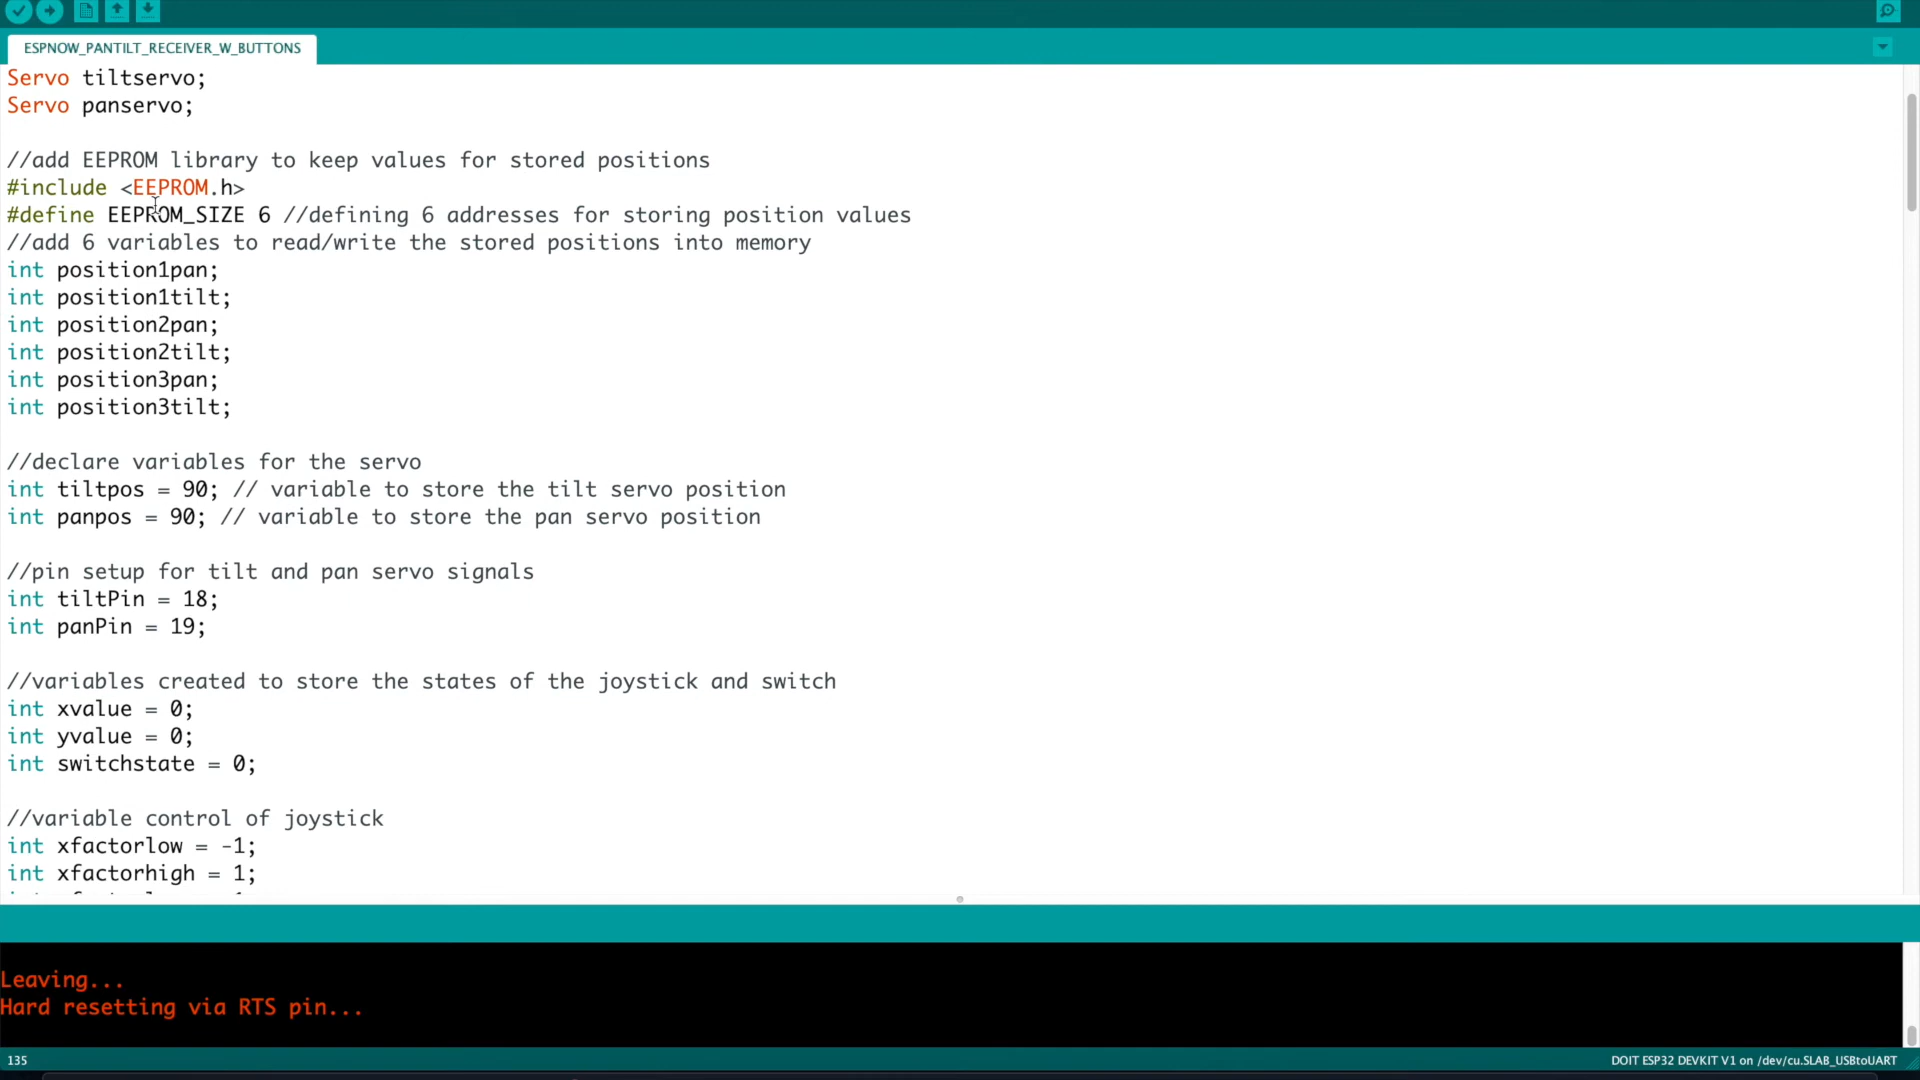 ESPNOW_PANTILT_RECEIVER_W_BUTTONS
Servo tiltservo;
Servo panservo;
//add EEPROM library to keep values for stored positions
#include <EEPROM.h>
#define EEPROM_SIZE 6 //defining 6 addresses for storing position values
//add 6 variables to read/write the stored positions into memory
int position1pan;
int position1tilt;
int position2pan;
int position2tilt;
int position3pan;
int position3tilt;
//declare variables for the servo
int tiltpos = 90; // variable to store the tilt servo position
int panpos = 90; // variable to store the pan servo position
//pin setup for tilt and pan servo signals
int tiltPin = 18;
int panPin = 19;
//variables created to store the states of the joystick and switch
int xvalue = 0;
int yvalue = 0;
int switchstate = 0;
//variable control of joystick
int xfactorlow = -1;
int xfactorhigh = 1;
Leaving...
Hard resetting via RTS pin...
135
DOIT ESP32 DEVKIT V1 on /dev/cu.SLAB_USBtoUART